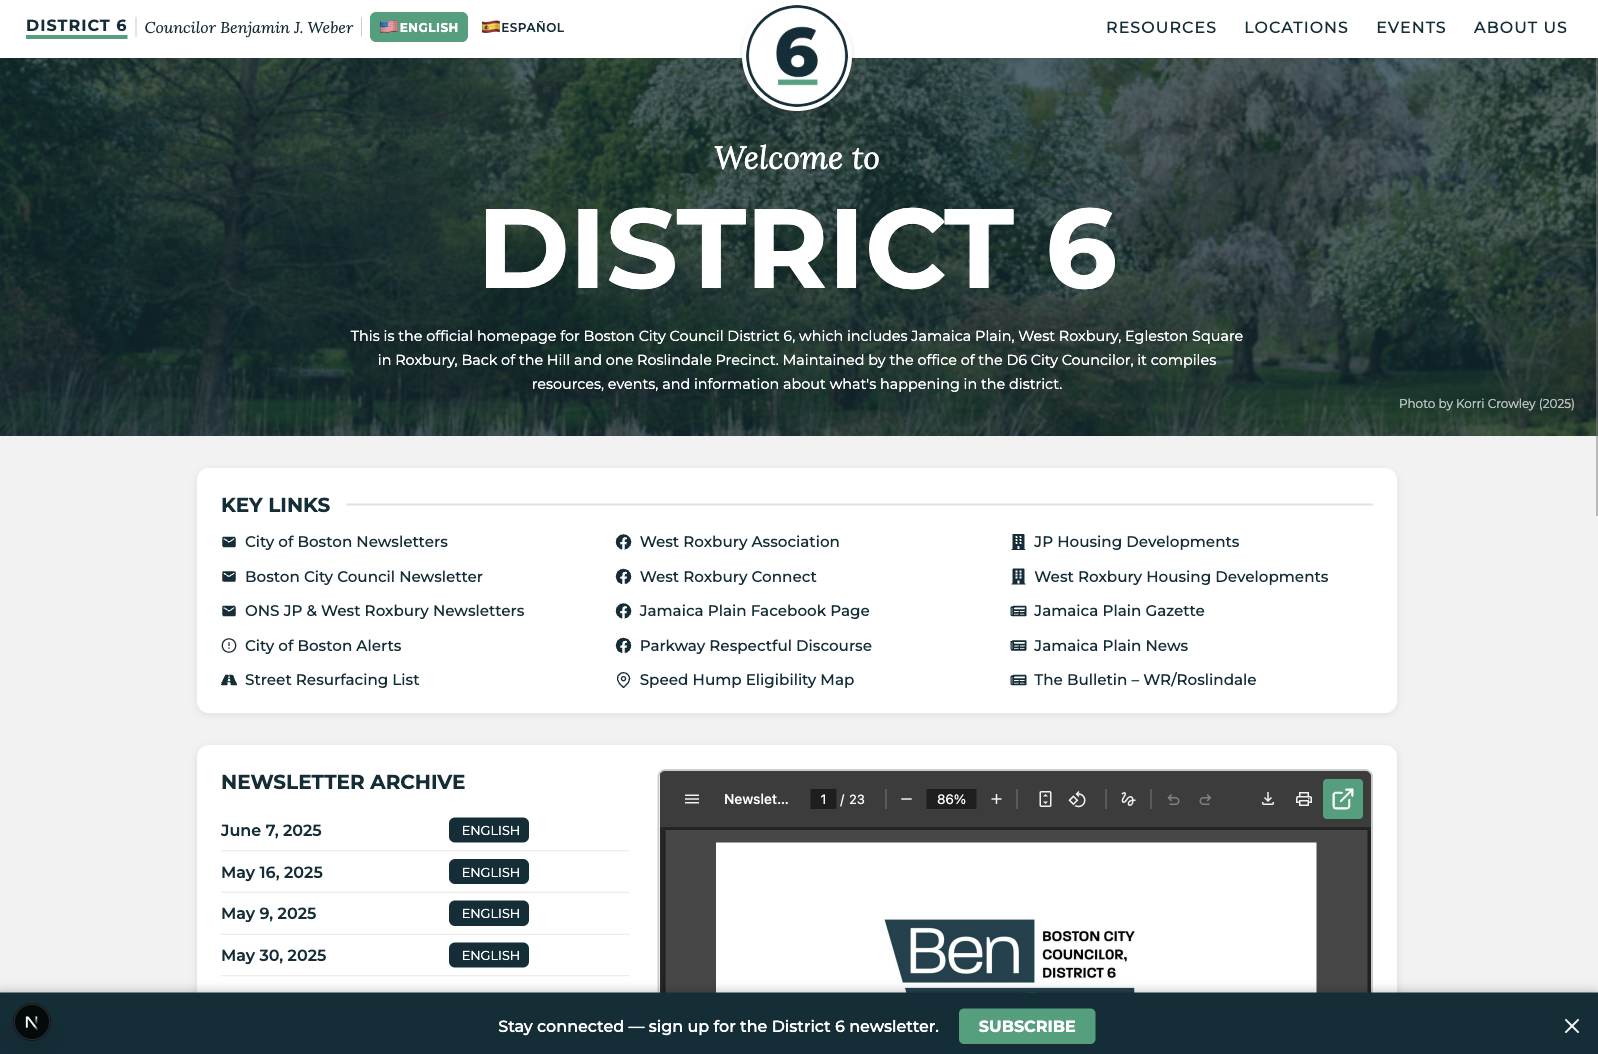 DISTRICT 6
Councilor Benjamin J. Weber
ENGLISH
ESPAÑOL
6
RESOURCES
LOCATIONS
EVENTS
ABOUT US
Welcome to
DISTRICT 6
This is the official homepage for Boston City Council District 6, which includes Jamaica Plain, West Roxbury, Egleston Square
in Roxbury, Back of the Hill and one Roslindale Precinct. Maintained by the office of the D6 City Councilor, it compiles
resources, events, and information about what's happening in the district.
Photo by Korri Crowley (2025)
KEY LINKS
City of Boston Newsletters
Boston City Council Newsletter
ONS JP & West Roxbury Newsletters
City of Boston Alerts
Street Resurfacing List
West Roxbury Association
West Roxbury Connect
Jamaica Plain Facebook Page
Parkway Respectful Discourse
Speed Hump Eligibility Map
JP Housing Developments
West Roxbury Housing Developments
Jamaica Plain Gazette
Jamaica Plain News
The Bulletin – WR/Roslindale
NEWSLETTER ARCHIVE
June 7, 2025 ENGLISH
May 16, 2025 ENGLISH
May 9, 2025 ENGLISH
May 30, 2025 ENGLISH
Newslet... 1 / 23 86%
Ben
BOSTON CITY
COUNCILOR,
DISTRICT 6
N
Stay connected — sign up for the District 6 newsletter. SUBSCRIBE